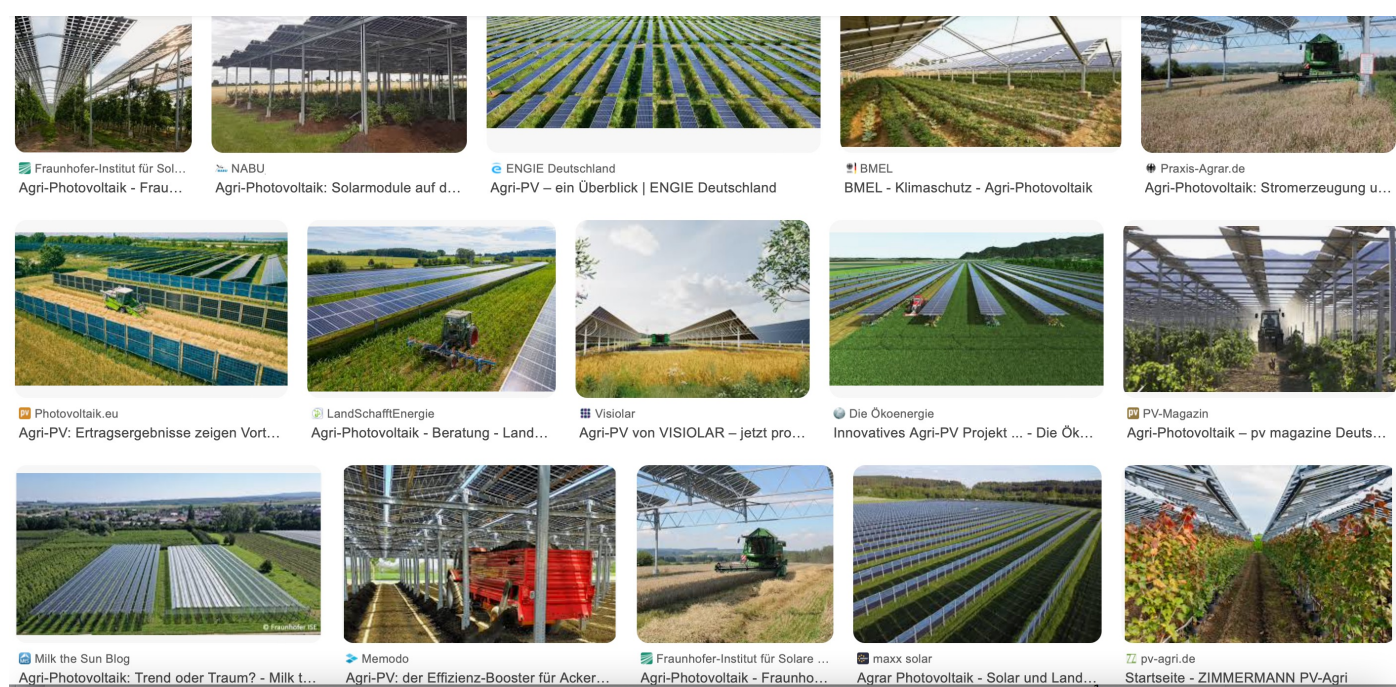 Fraunhofer-Institut für Sol...
Agri-Photovoltaik - Frau...
NABU
Agri-Photovoltaik: Solarmodule auf d...
ENGIE Deutschland
Agri-PV – ein Überblick | ENGIE Deutschland
BMEL
BMEL - Klimaschutz - Agri-Photovoltaik
Praxis-Agrar.de
Agri-Photovoltaik: Stromerzeugung u...
pv Photovoltaik.eu
Agri-PV: Ertragsergebnisse zeigen Vort...
LandSchafftEnergie
Agri-Photovoltaik - Beratung - Land...
Visiolar
Agri-PV von VISIOLAR – jetzt pro...
Die Ökoenergie
Innovatives Agri-PV Projekt ... - Die Ök...
pv PV-Magazin
Agri-Photovoltaik – pv magazine Deuts...
© Fraunhofer ISE
Milk the Sun Blog
Agri-Photovoltaik: Trend oder Traum? - Milk t...
Memodo
Agri-PV: der Effizienz-Booster für Acker...
Fraunhofer-Institut für Solare ...
Agri-Photovoltaik - Fraunho...
maxx solar
Agrar Photovoltaik - Solar und Land...
pv-agri.de
Startseite - ZIMMERMANN PV-Agri